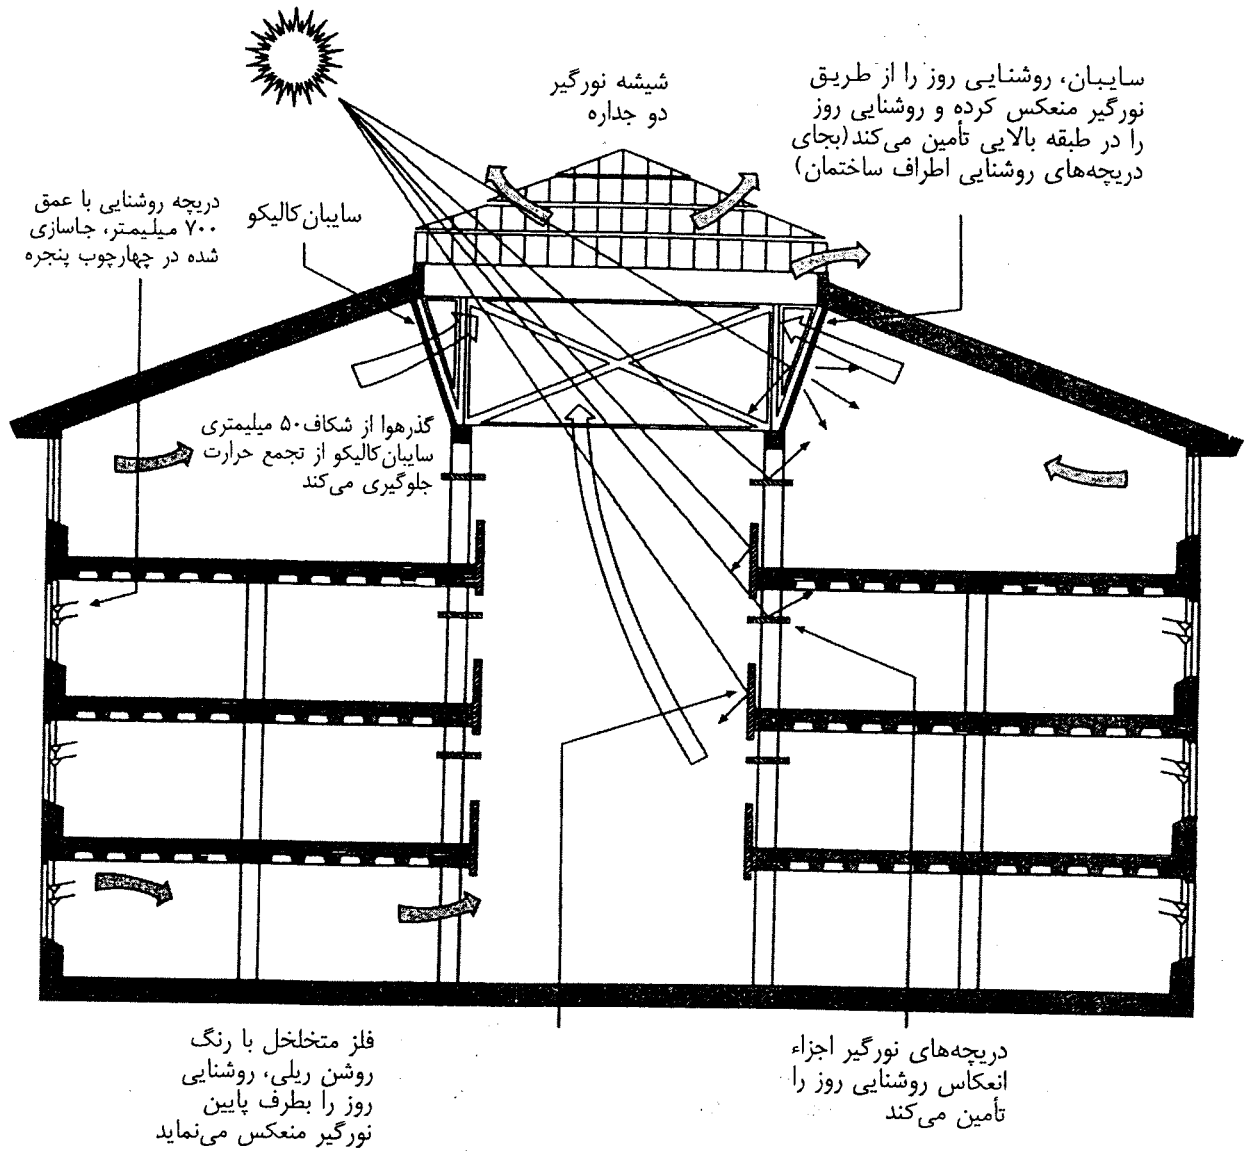 سایبان، روشنایی روز را از طریق
نورگیر منعکس کرده و روشنایی روز
را در طبقه بالایی تأمین می‌کند(بجای
دریچه‌های روشنایی اطراف ساختمان)
شیشه نورگیر
دو جداره
سایبان‌کالیکو
دریچه روشنایی با عمق
۷۰۰ میلیمتر، جاسازی
شده در چهارچوب پنجره
گذرهوا از شکاف۵۰ میلیمتری
سایبان‌کالیکو از تجمع حرارت
جلوگیری می‌کند
دریچه‌های نورگیر اجزاء
انعکاس روشنایی روز را
تأمین می‌کند
فلز متخلخل با رنگ
روشن ریلی، روشنایی
روز را بطرف پایین
نورگیر منعکس می‌نماید